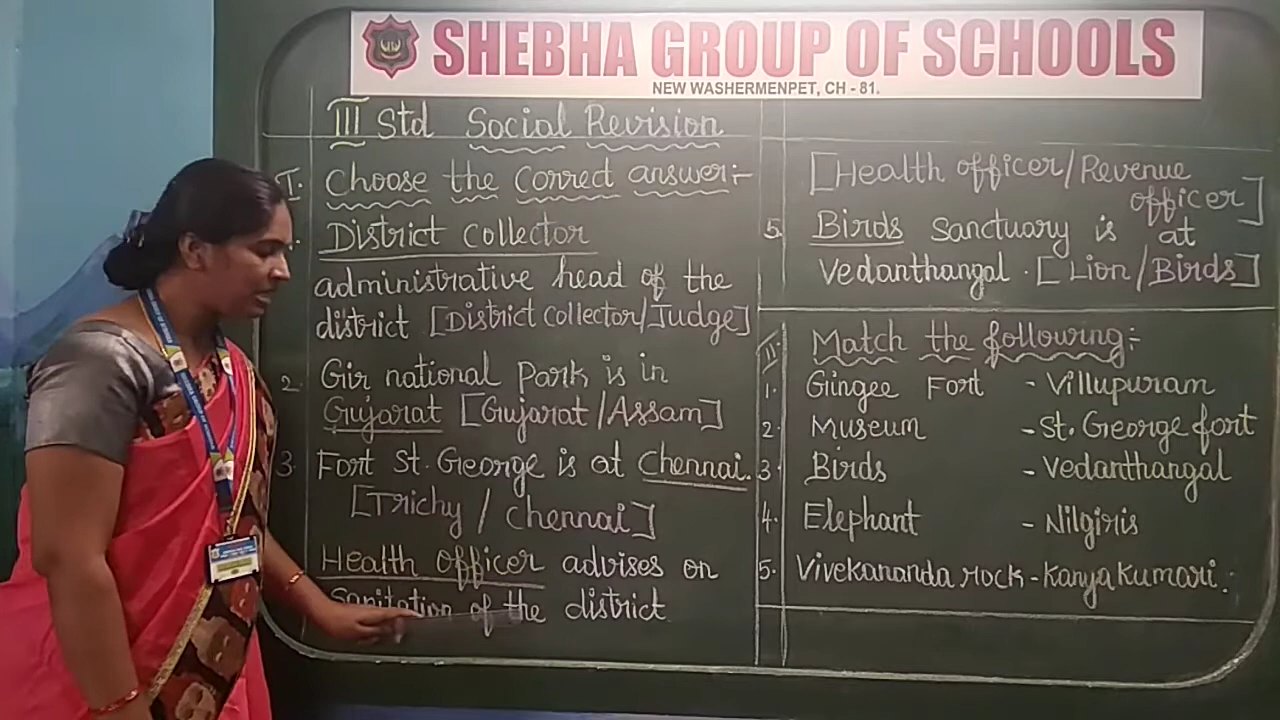 SHEBHA GROUP OF SCHOOLS
NEW WASHERMENPET, CH - 81.
III Std Social Revision
I. Choose the correct answer:-
District collector
administrative head of the
district [District collector/Judge]
2. Gir national park is in
Gujarat [Gujarat/Assam]
3. Fort St. George is at Chennai.
[Trichy / Chennai]
Health officer advises on
Sanitation of the district.
[Health officer/Revenue
officer]
5. Birds Sanctuary is at
Vedanthangal. [Lion/Birds]
II. Match the following:-
1. Gingee Fort - Villupuram
2. Museum - St. George fort
3. Birds - Vedanthangal
4. Elephant - Nilgiris
5. Vivekananda rock - Kanyakumari.